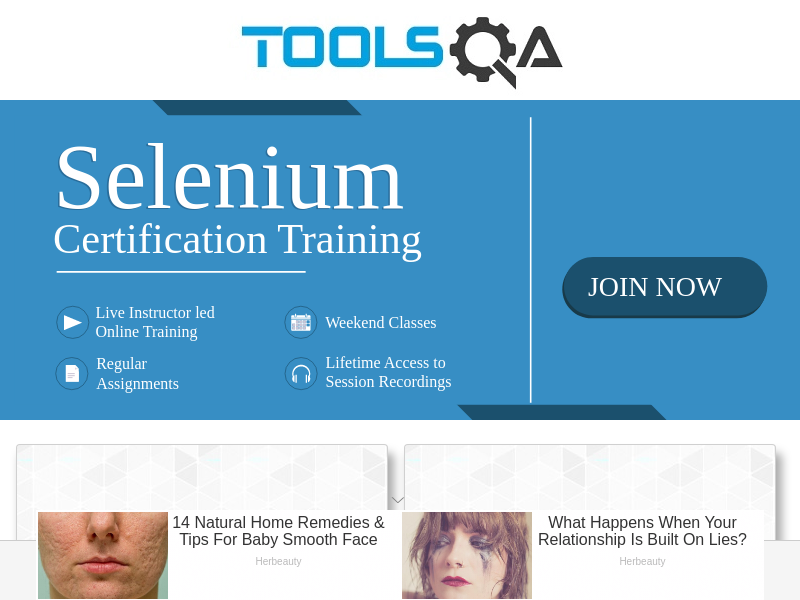 TOOLSQA
Selenium
Certification Training
JOIN NOW
Live Instructor led
Online Training
Weekend Classes
Regular
Assignments
Lifetime Access to
Session Recordings
14 Natural Home Remedies &
Tips For Baby Smooth Face
Herbeauty
What Happens When Your
Relationship Is Built On Lies?
Herbeauty